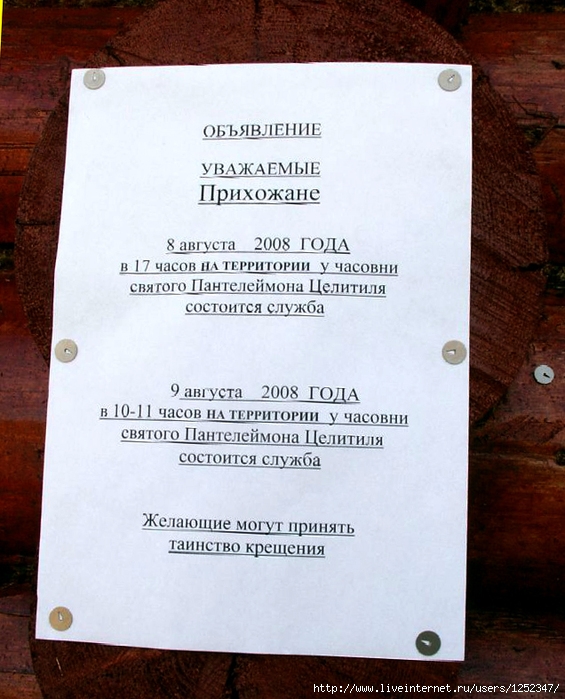 ОБЪЯВЛЕНИЕ
УВАЖАЕМЫЕ
Прихожане
8 августа 2008 ГОДА
в 17 часов НА ТЕРРИТОРИИ у часовни
святого Пантелеймона Целитиля
состоится служба
9 августа 2008 ГОДА
в 10-11 часов НА ТЕРРИТОРИИ у часовни
святого Пантелеймона Целитиля
состоится служба
Желающие могут принять
таинство крещения
http://www.liveinternet.ru/users/1252347/